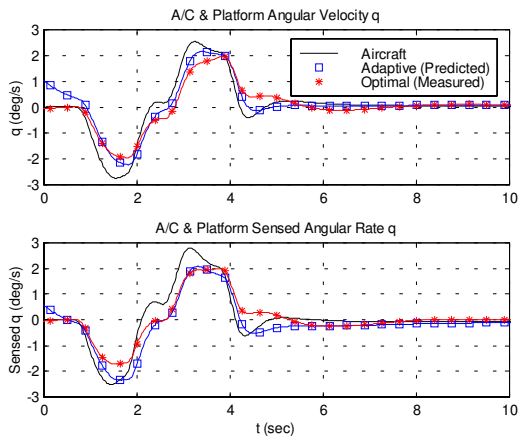 A/C & Platform Angular Velocity q
3
2
1
0
-1
-2
-3
q (deg/s)
Aircraft
Adaptive (Predicted)
Optimal (Measured)
0 2 4 6 8 10
A/C & Platform Sensed Angular Rate q
3
2
1
0
-1
-2
-3
Sensed q (deg/s)
0 2 4 6 8 10
t (sec)